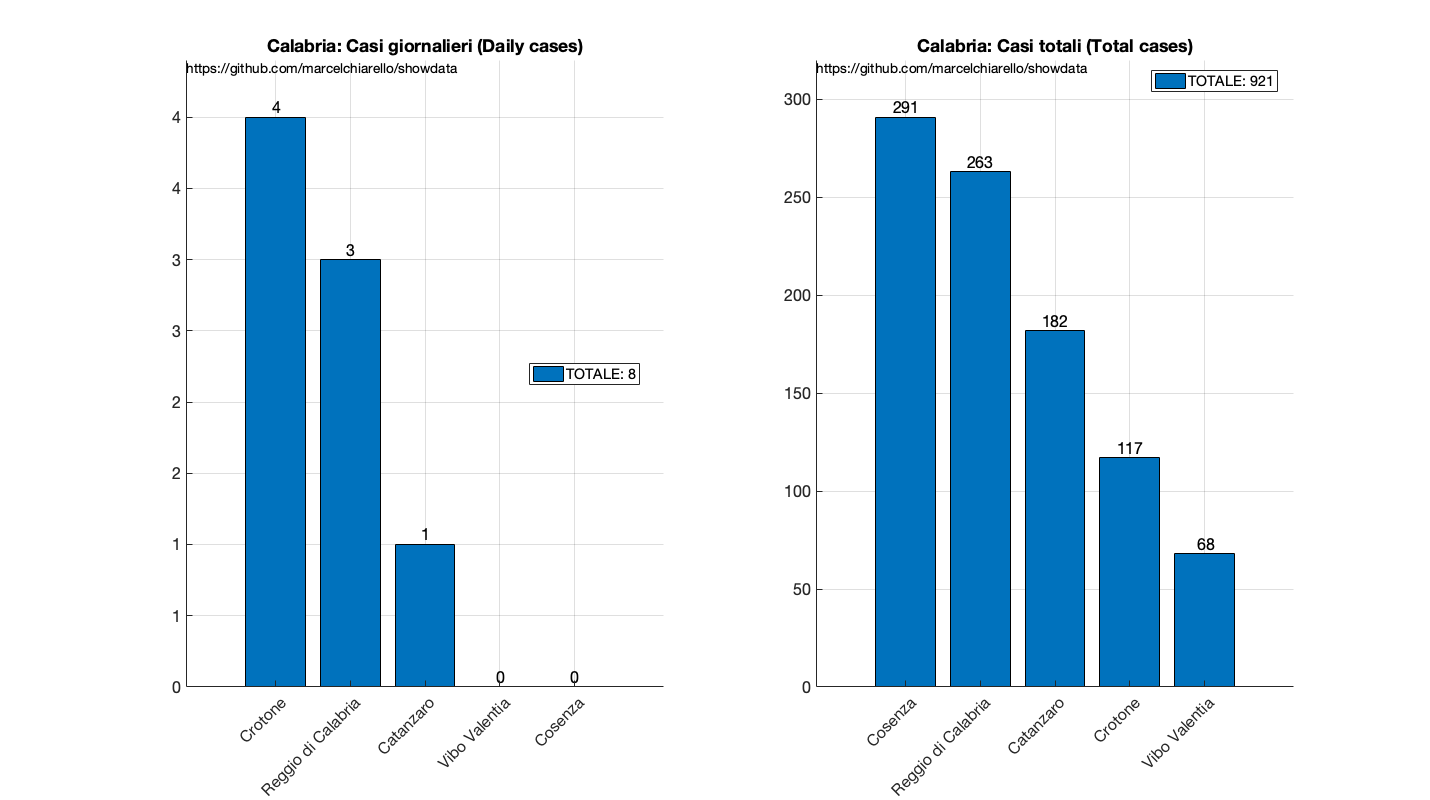 Calabria: Casi giornalieri (Daily cases)
https://github.com/marcelchiarello/showdata
4
4
4
3
3
3
TOTALE: 8
2
2
1
1
1
0
0
0
Crotone
Reggio di Calabria
Catanzaro
Vibo Valentia
Cosenza
Calabria: Casi totali (Total cases)
https://github.com/marcelchiarello/showdata
TOTALE: 921
300
291
263
250
200
182
150
117
100
68
50
0
Cosenza
Reggio di Calabria
Catanzaro
Crotone
Vibo Valentia